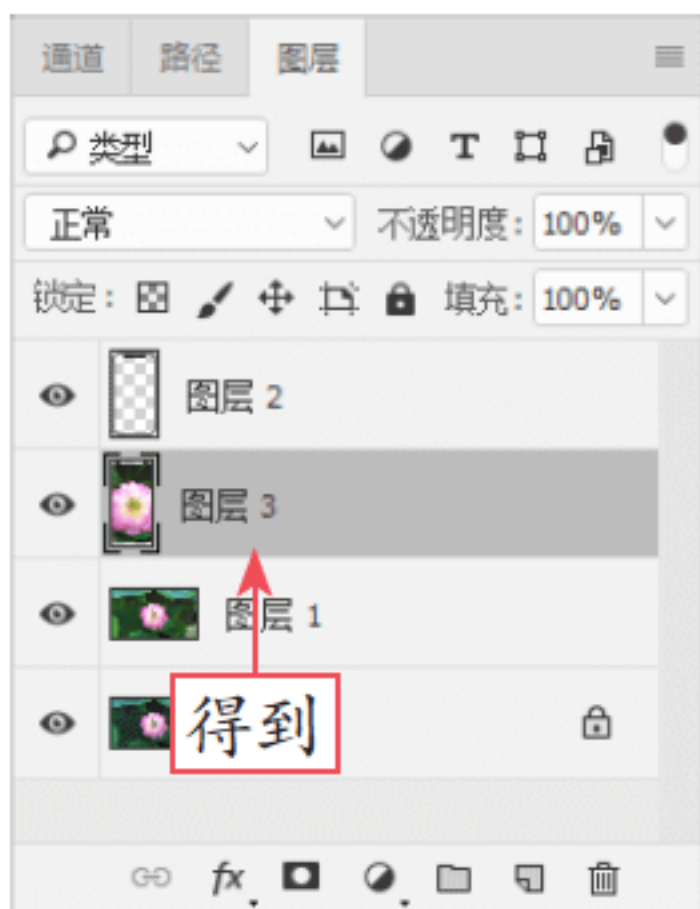 通道 路径 图层
类型 T
正常 不透明度: 100%
锁定: 填充: 100%
图层 2
图层 3
图层 1
得到
fx